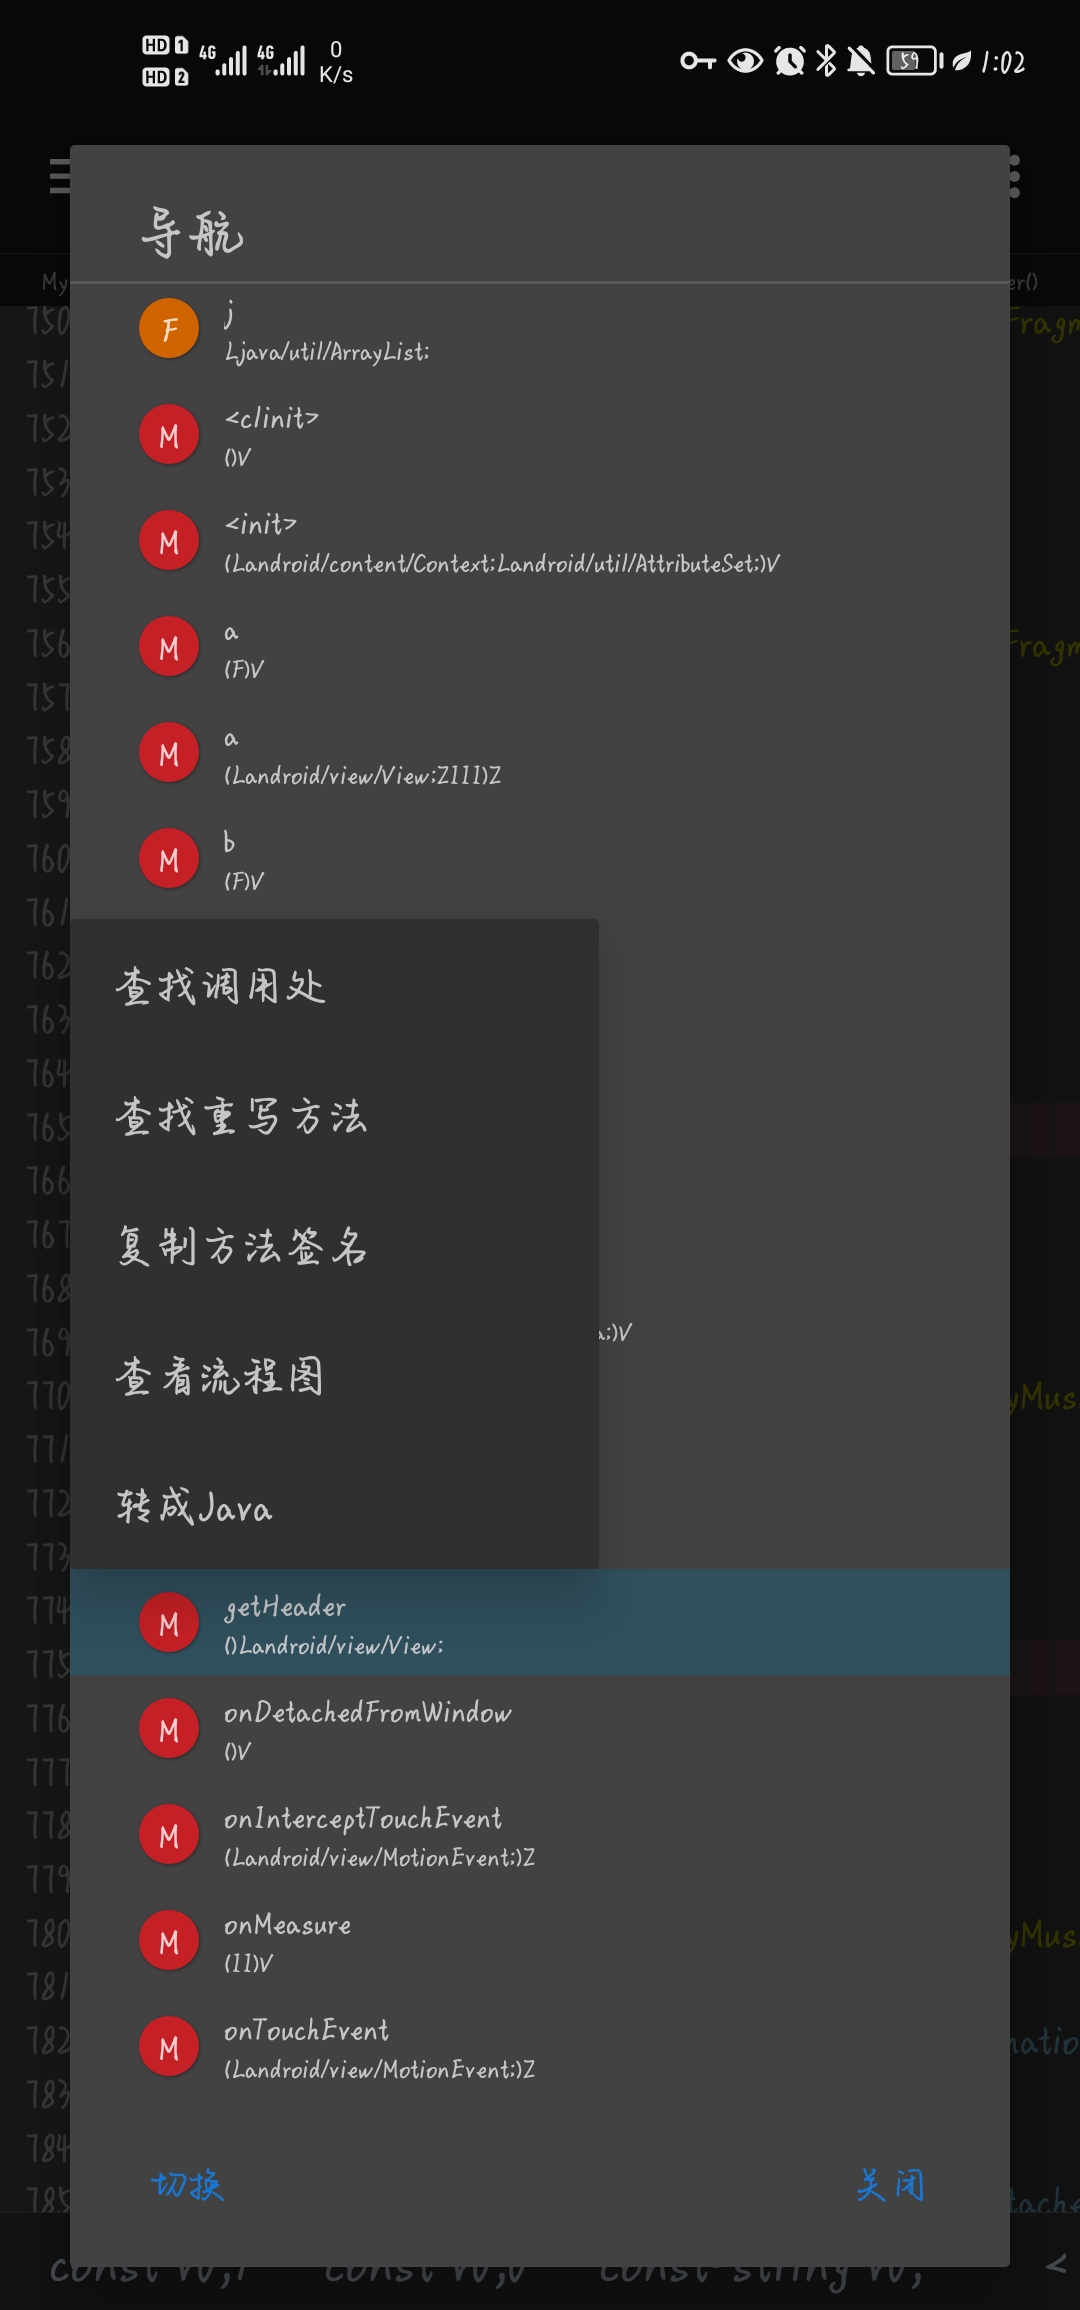 HD 1 4G 4G 0
HD 2 K/s
59 1:02
导航
My
er()
F j
Ljava/util/ArrayList;
M <clinit>
()V
M <init>
(Landroid/content/Context;Landroid/util/AttributeSet;)V
M a
(F)V
M a
(Landroid/view/View;ZIII)Z
M b
(F)V
查找调用处
查找重写方法
复制方法签名
a;)V
查看流程图
转成Java
M getHeader
()Landroid/view/View;
M onDetachedFromWindow
()V
M onInterceptTouchEvent
(Landroid/view/MotionEvent;)Z
M onMeasure
(II)V
M onTouchEvent
(Landroid/view/MotionEvent;)Z
切换 关闭
750 Fragm
751
752
753
754
755
756 Fragm
757
758
759
760
761
762
763
764
765
766
767
768
769
770 yMus
771
772
773
774
775
776
777
778
779
780 yMus
781
782 natio
783
784
785 tache
const v0,1 const v0,0 const-string v0, <